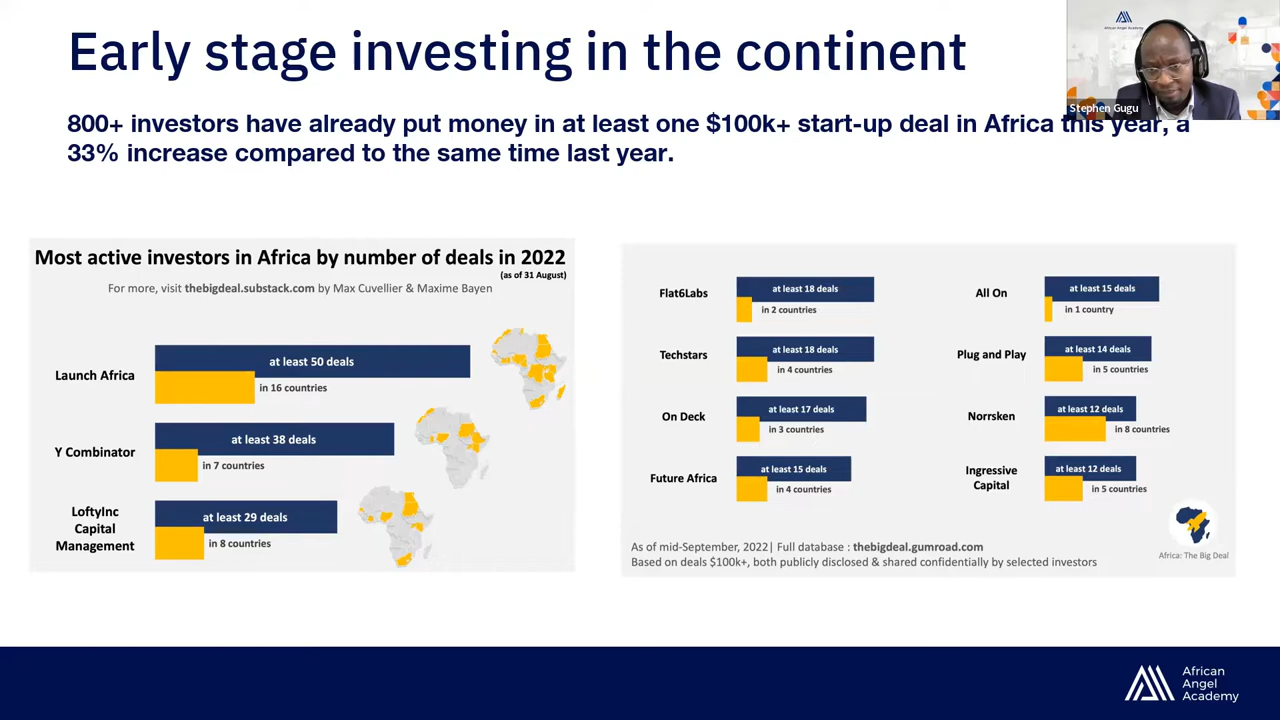 Early stage investing in the continent
African Angel Academy
Stephen Gugu
800+ investors have already put money in at least one $100k+ start-up deal in Africa this year, a
33% increase compared to the same time last year.
Most active investors in Africa by number of deals in 2022
(as of 31 August)
For more, visit thebigdeal.substack.com by Max Cuvellier & Maxime Bayen
Launch Africa
at least 50 deals
in 16 countries
Y Combinator
at least 38 deals
in 7 countries
LoftyInc
Capital
Management
at least 29 deals
in 8 countries
Flat6Labs
at least 18 deals
in 2 countries
Techstars
at least 18 deals
in 4 countries
On Deck
at least 17 deals
in 3 countries
Future Africa
at least 15 deals
in 4 countries
All On
at least 15 deals
in 1 country
Plug and Play
at least 14 deals
in 5 countries
Norrsken
at least 12 deals
in 8 countries
Ingressive
Capital
at least 12 deals
in 5 countries
As of mid-September, 2022| Full database : thebigdeal.gumroad.com
Based on deals $100k+, both publicly disclosed & shared confidentially by selected investors
Africa: The Big Deal
African
Angel
Academy